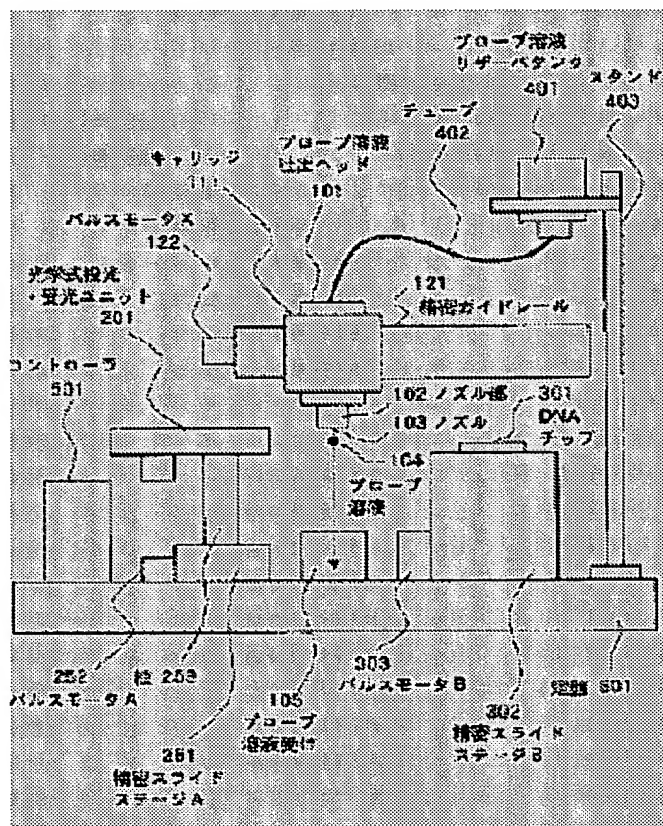 プローブ溶液
リザーバタンク
401
スタンド
403
チューブ
402
プローブ溶液
吐出ヘッド
101
キャリッジ
111
パルスモータX
122
光学式投光
・受光ユニット
201
121
精密ガイドレール
コントローラ
501
102 ノズル部
103 ノズル
104
プローブ
溶液
301
DNA
チップ
252
パルスモータA
253
251
精密スライド
ステージA
105
プローブ
溶液受け
303
パルスモータB
302
精密スライド
ステージB
定盤